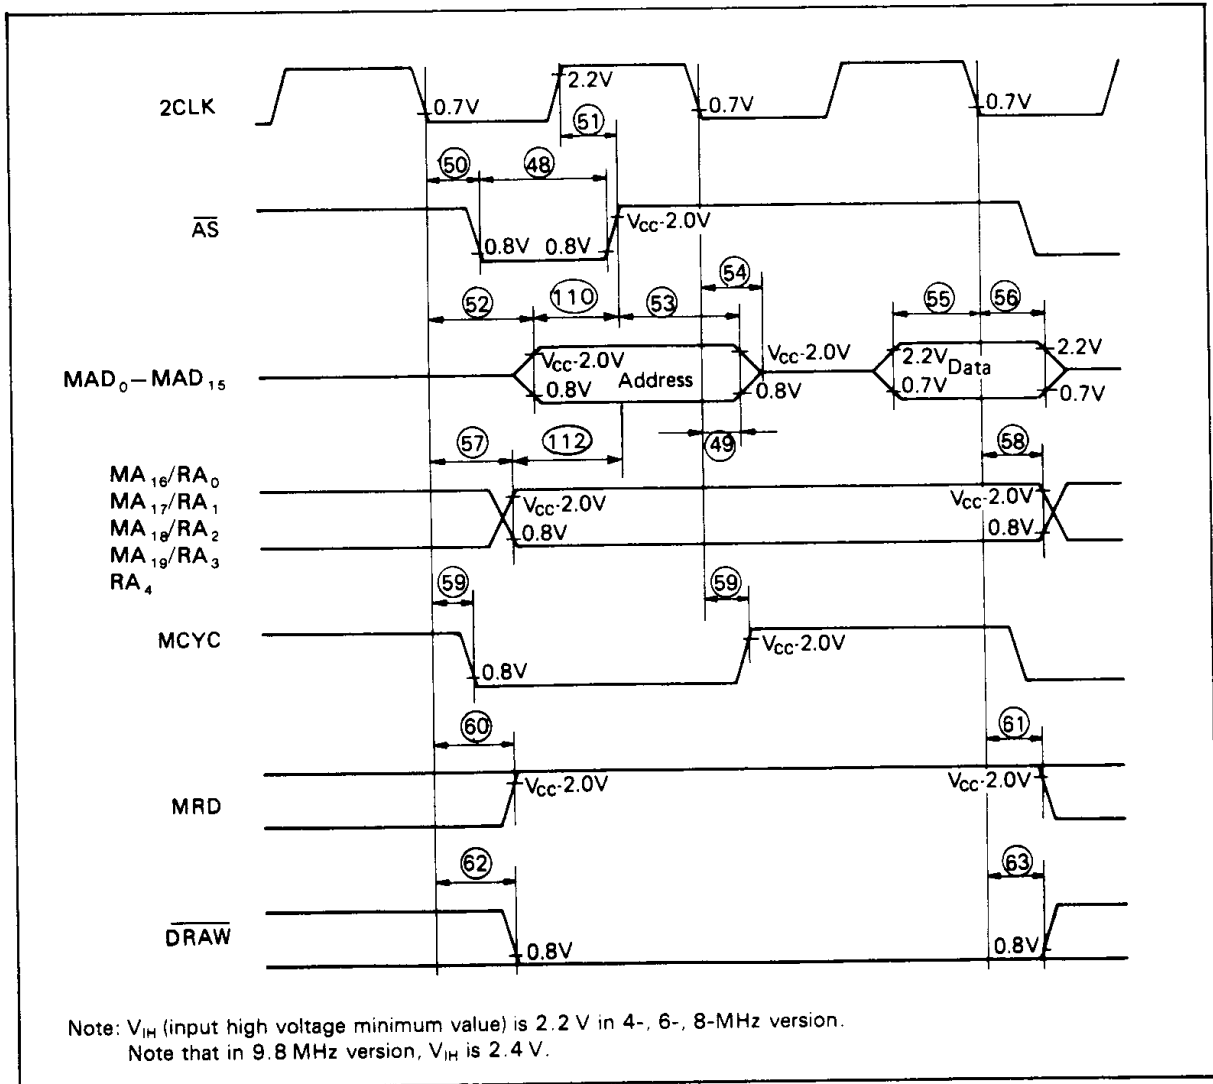 2CLK 0.7V 2.2V 0.7V 0.7V
51
50 48
AS VCC-2.0V
0.8V 0.8V
54
52 110 53 55 56
MAD0–MAD15 VCC-2.0V Address VCC-2.0V 2.2V Data 2.2V
0.8V 0.8V 0.7V 0.7V
57 112 49 58
MA16/RA0
MA17/RA1 VCC-2.0V VCC-2.0V
MA18/RA2 0.8V 0.8V
MA19/RA3
RA4
59 59
MCYC VCC-2.0V
0.8V
60 61
VCC-2.0V VCC-2.0V
MRD
62 63
DRAW 0.8V 0.8V
Note: VIH (input high voltage minimum value) is 2.2 V in 4-, 6-, 8-MHz version.
Note that in 9.8 MHz version, VIH is 2.4 V.